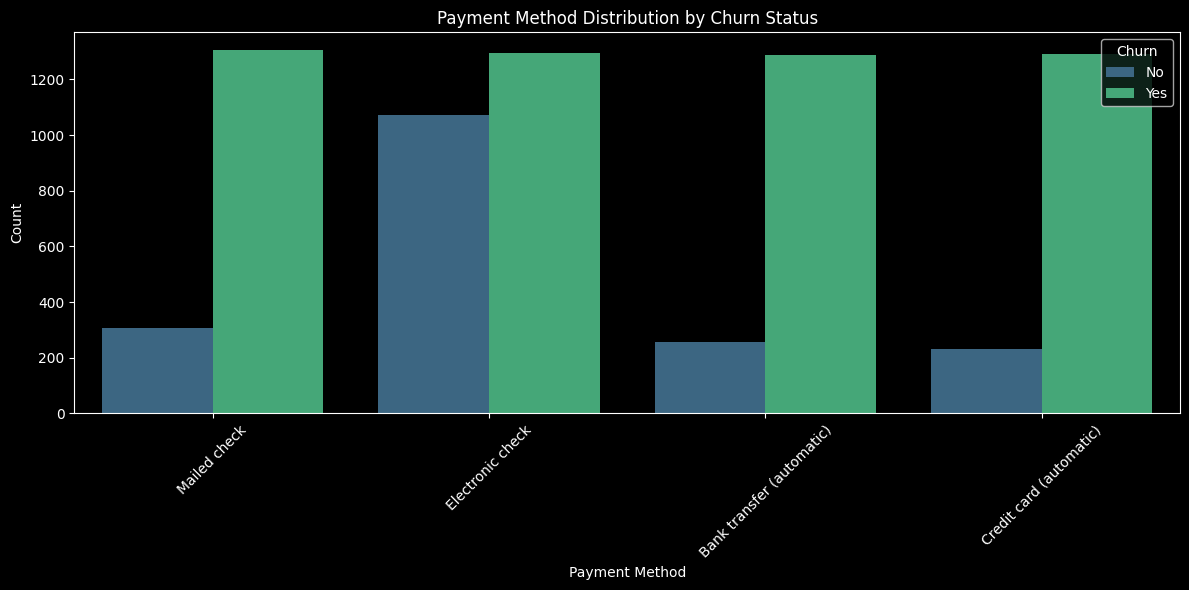 Payment Method Distribution by Churn Status
Churn
No
Yes
Count
1200
1000
800
600
400
200
0
Mailed check
Electronic check
Bank transfer (automatic)
Credit card (automatic)
Payment Method